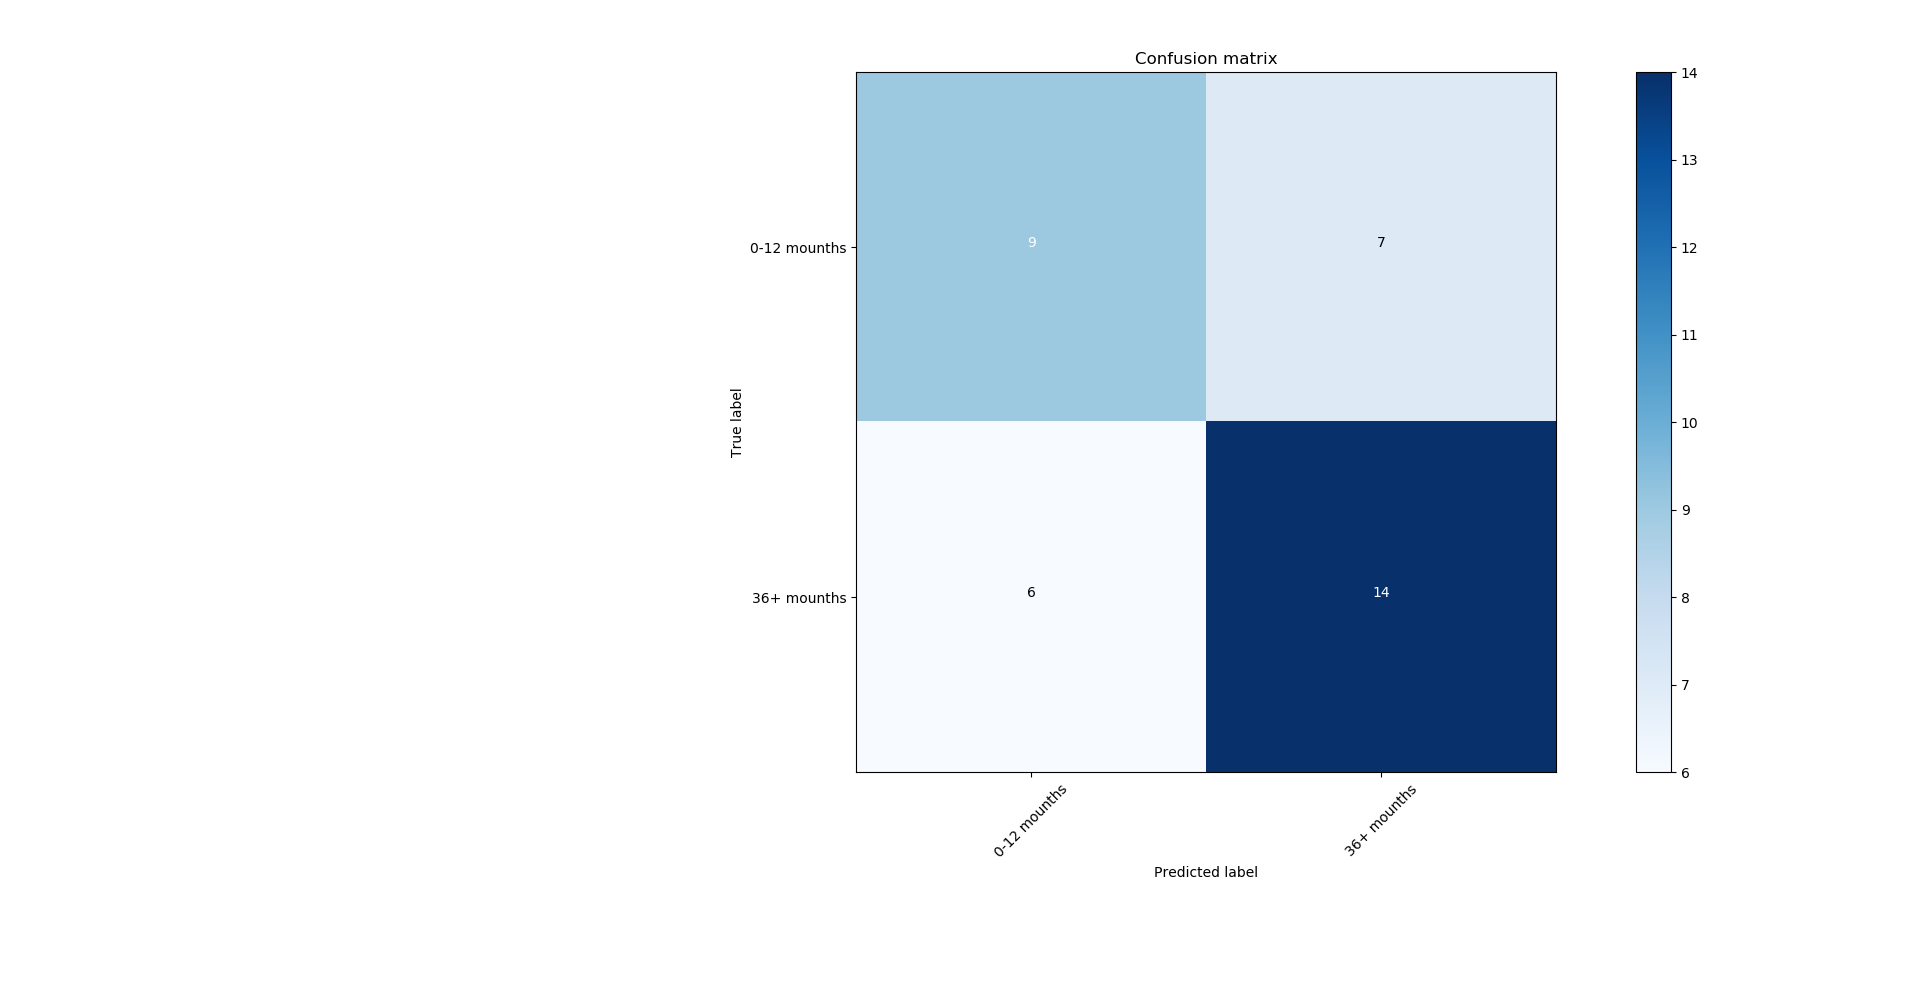 Confusion matrix
14
13
12
11
10
9
8
7
6
True label
0-12 mounths
9
7
36+ mounths
6
14
0-12 mounths
36+ mounths
Predicted label